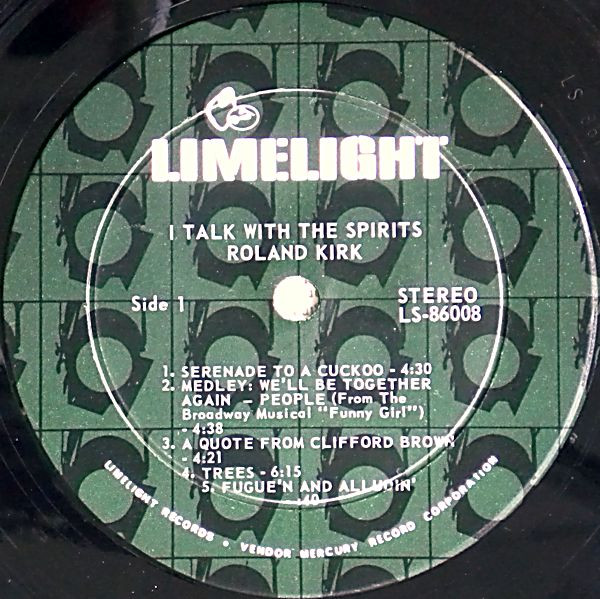 LIMELIGHT
I TALK WITH THE SPIRITS
ROLAND KIRK
Side 1
STEREO
LS-86008
1. SERENADE TO A CUCKOO - 4:30
2. MEDLEY: WE'LL BE TOGETHER
AGAIN – PEOPLE (From The
Broadway Musical "Funny Girl")
- 4:38
3. A QUOTE FROM CLIFFORD BROWN
- 4:21
4. TREES - 6:15
5. FUGUE'N AND ALLUDIN'
- :40
LIMELIGHT RECORDS • VENDOR MERCURY RECORD CORPORATION